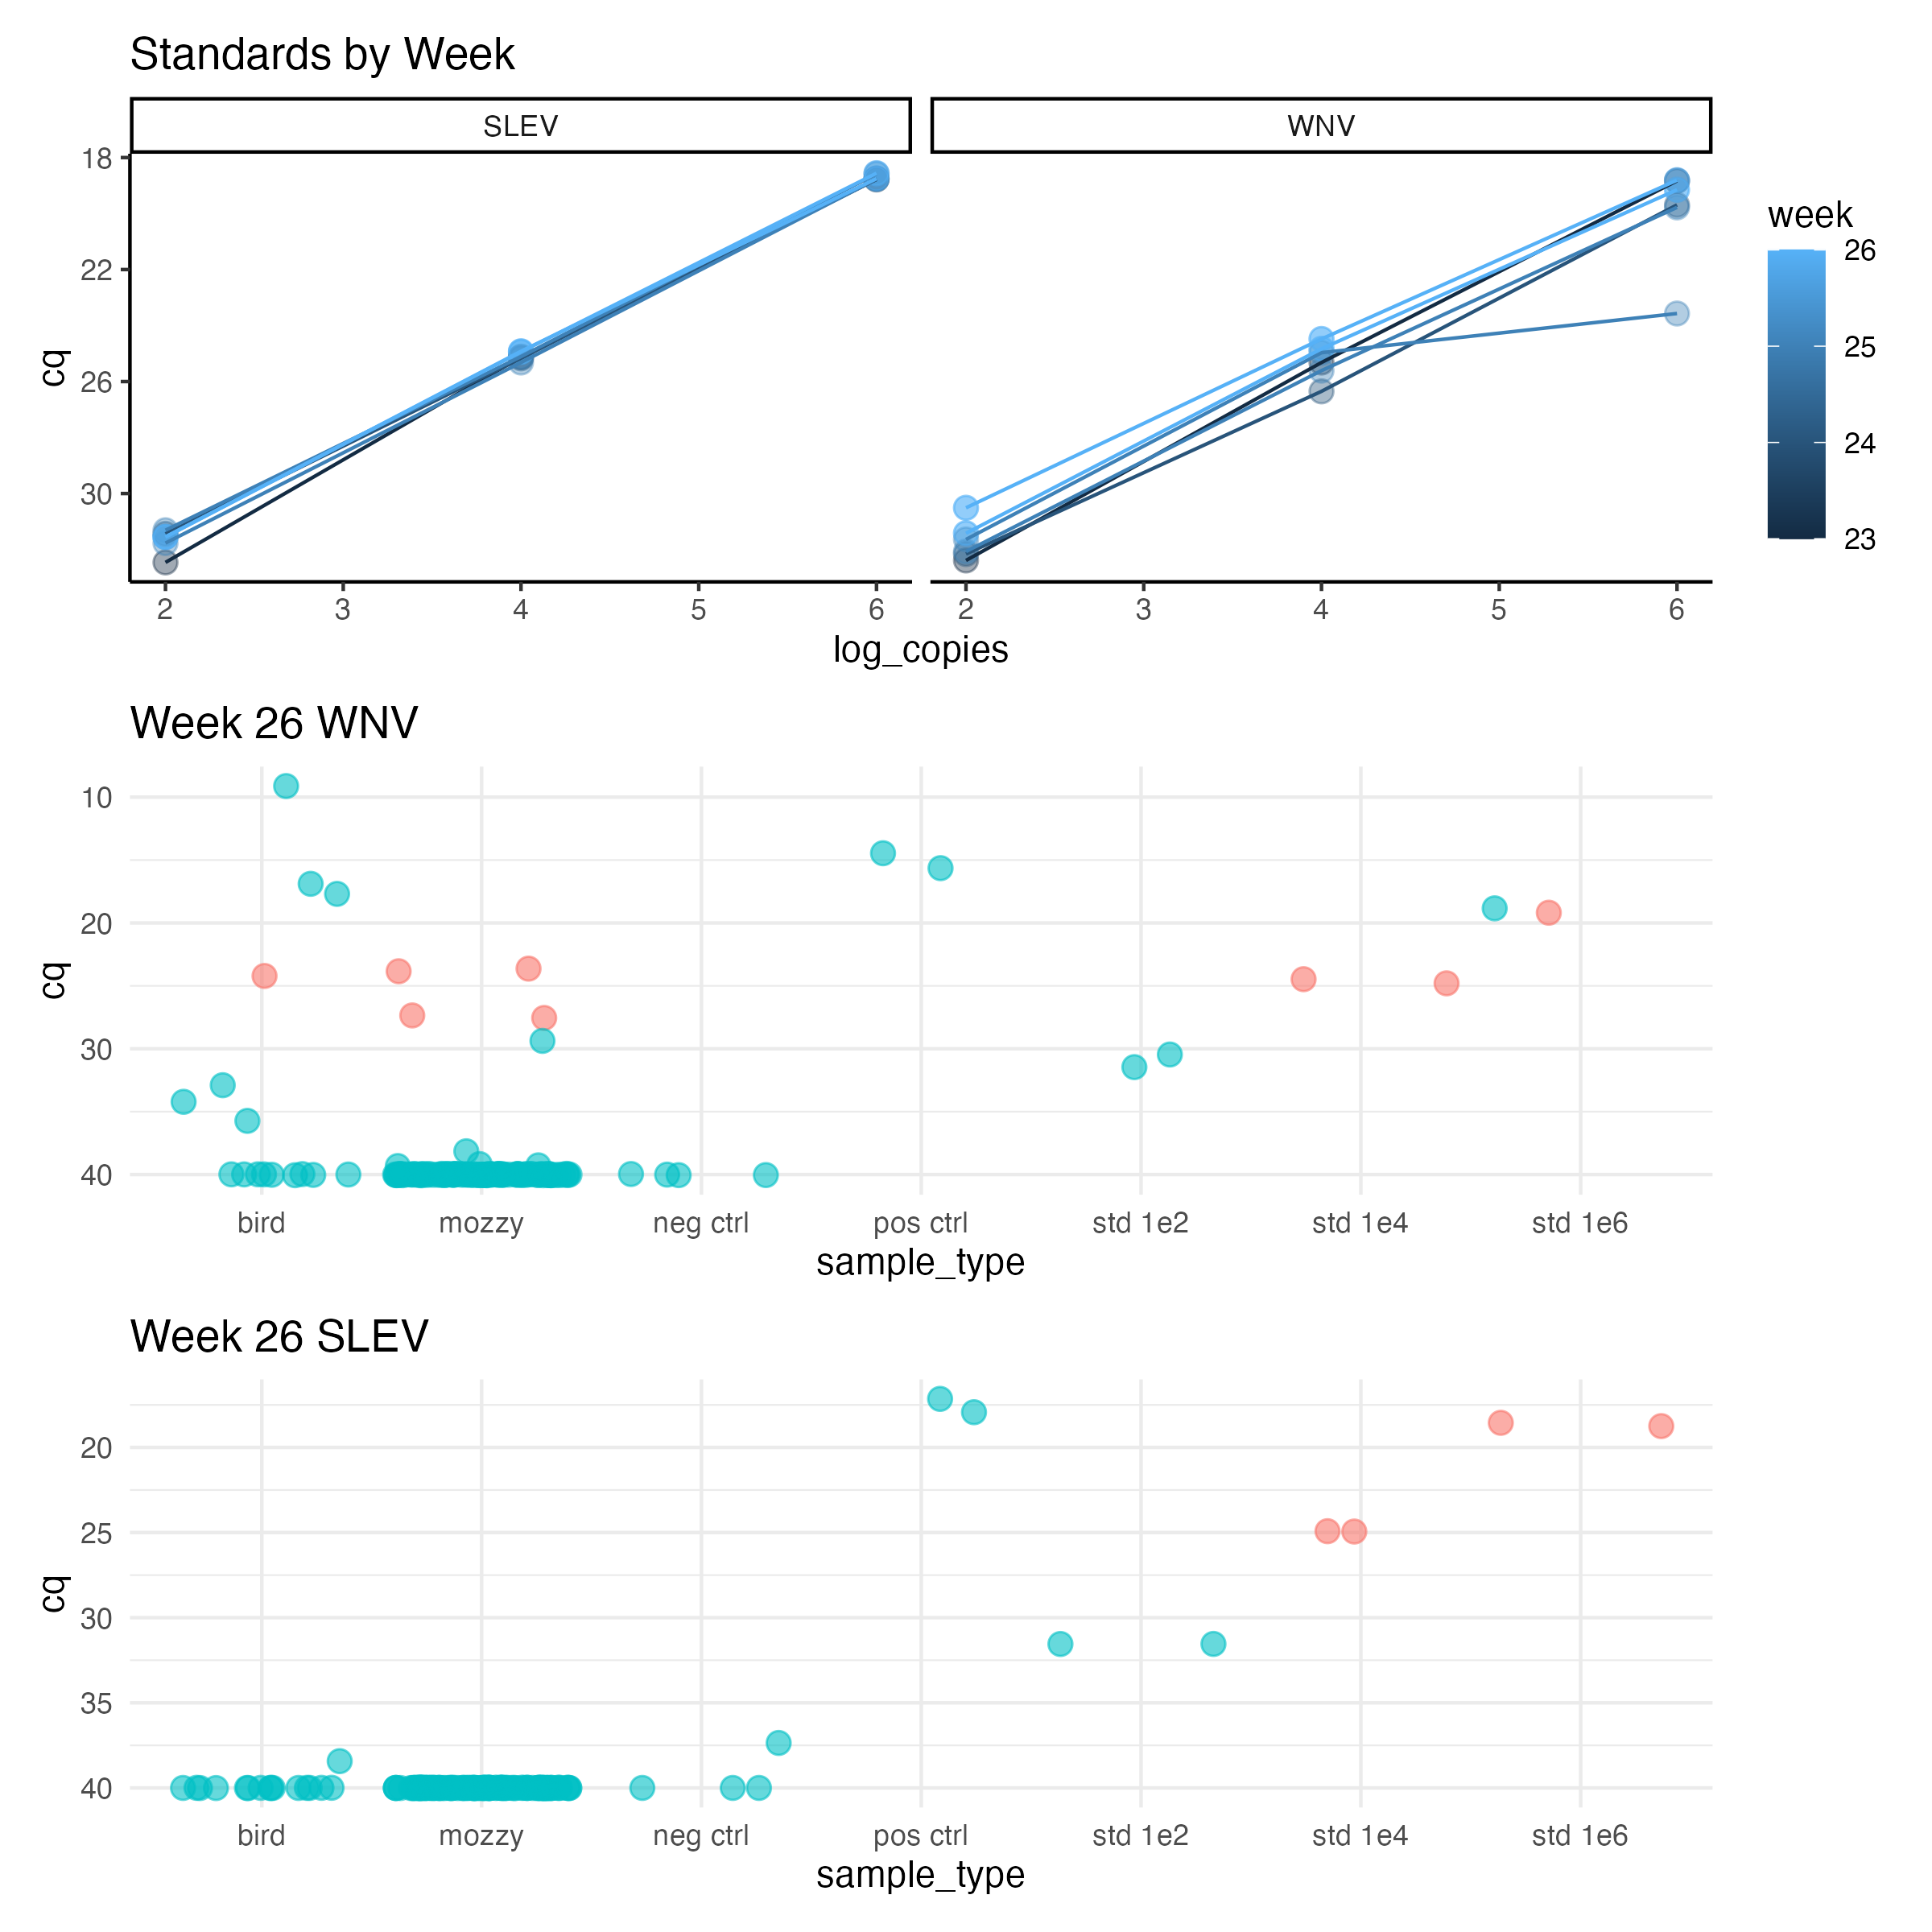 Standards by Week
SLEV WNV
18
22
26
30
cq
2 3 4 5 6 2 3 4 5 6
log_copies
week
26
25
24
23
Week 26 WNV
10
20
30
40
cq
bird mozzy neg ctrl pos ctrl std 1e2 std 1e4 std 1e6
sample_type
Week 26 SLEV
20
25
30
35
40
cq
bird mozzy neg ctrl pos ctrl std 1e2 std 1e4 std 1e6
sample_type